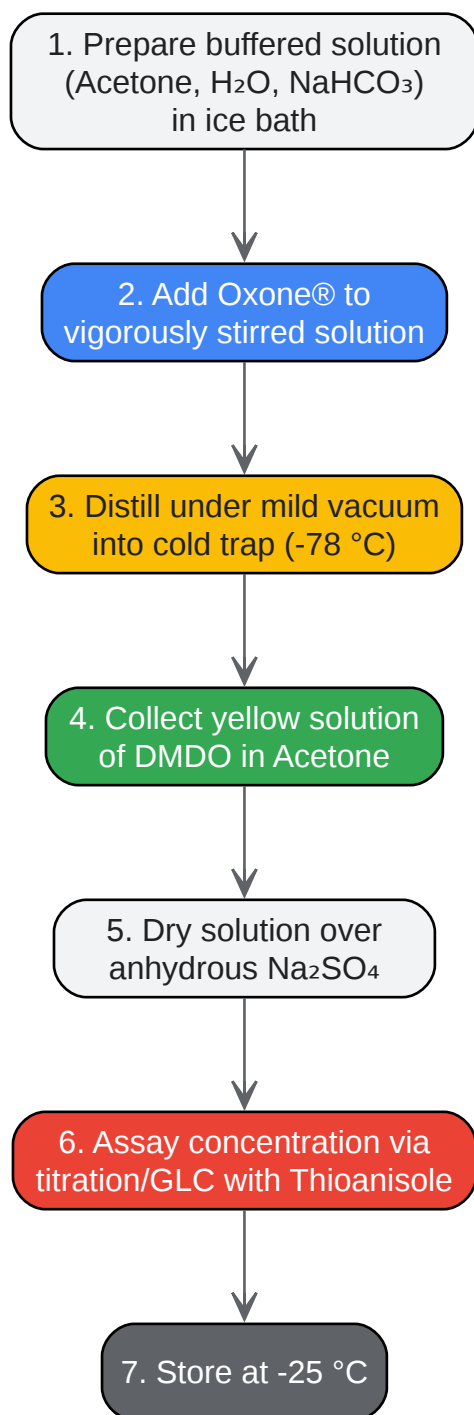 1. Prepare buffered solution
(Acetone, H₂O, NaHCO₃)
in ice bath
2. Add Oxone® to
vigorously stirred solution
3. Distill under mild vacuum
into cold trap (-78 °C)
4. Collect yellow solution
of DMDO in Acetone
5. Dry solution over
anhydrous Na₂SO₄
6. Assay concentration via
titration/GLC with Thioanisole
7. Store at -25 °C